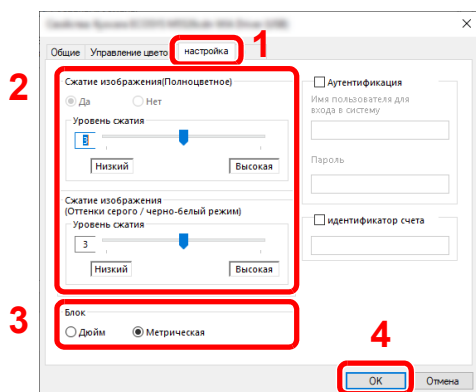 1
Общие Управление цвето настройка
2
Сжатие изображения(Полноцветное)
Да Нет
Уровень сжатия
3
Низкий Высокая
Сжатие изображения
(Оттенки серого / черно-белый режим)
Уровень сжатия
3
Низкий Высокая
Аутентификация
Имя пользователя для
входа в систему
Пароль
идентификатор счета
3
Блок
Дюйм Метрическая
4
OK Отмена